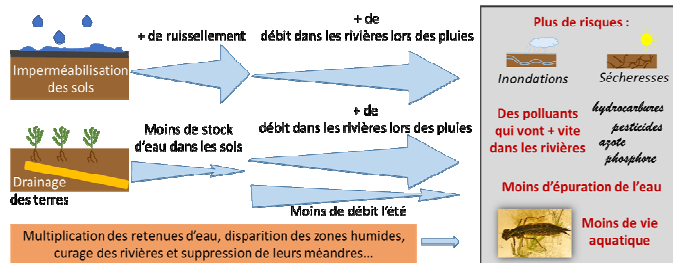 Imperméabilisation
des sols
+ de ruissellement
+ de
débit dans les rivières lors des pluies
Drainage
des terres
Moins de stock
d'eau dans les sols
+ de
débit dans les rivières lors des pluies
Moins de débit l'été
Multiplication des retenues d'eau, disparition des zones humides,
curage des rivières et suppression de leurs méandres...
Plus de risques :
Inondations
Sécheresses
Des polluants
qui vont + vite
dans les rivières
hydrocarbures
pesticides
azote
phosphore
Moins d'épuration de l'eau
Moins de vie
aquatique